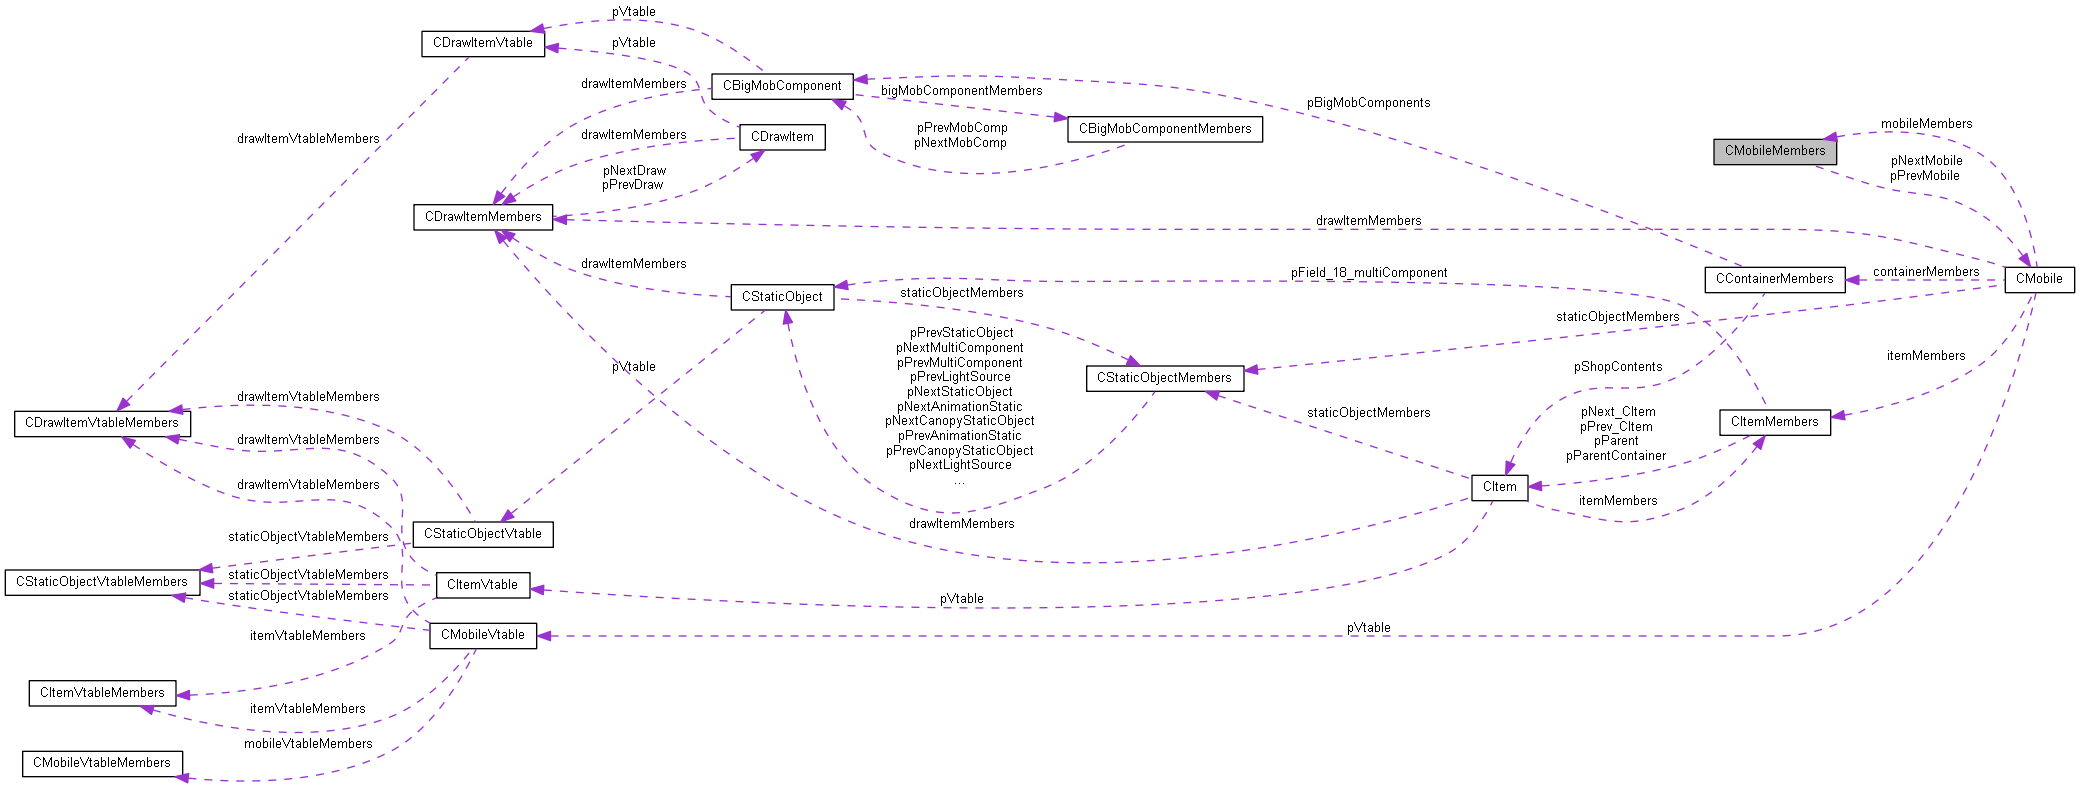 pVtable
CDrawItemVtable
pVtable
drawItemMembers
CBigMobComponent
bigMobComponentMembers
pBigMobComponents
mobileMembers
CBigMobComponentMembers
pPrevMobComp
pNextMobComp
drawItemVtableMembers
drawItemMembers
CDrawItem
CMobileMembers
pNextMobile
pPrevMobile
pNextDraw
pPrevDraw
CDrawItemMembers
drawItemMembers
drawItemMembers
pField_18_multiComponent
CContainerMembers
containerMembers
CMobile
CStaticObject
staticObjectMembers
staticObjectMembers
pPrevStaticObject
pNextMultiComponent
pPrevMultiComponent
pPrevLightSource
pNextStaticObject
pNextAnimationStatic
pNextCanopyStaticObject
pPrevAnimationStatic
pPrevCanopyStaticObject
pNextLightSource
...
pVtable
CStaticObjectMembers
pShopContents
itemMembers
drawItemVtableMembers
CDrawItemVtableMembers
drawItemVtableMembers
staticObjectMembers
pNext_CItem
pPrev_CItem
pParent
pParentContainer
CItemMembers
drawItemVtableMembers
CItem
itemMembers
drawItemMembers
CStaticObjectVtable
staticObjectVtableMembers
CStaticObjectVtableMembers
staticObjectVtableMembers
CItemVtable
staticObjectVtableMembers
pVtable
itemVtableMembers
CMobileVtable
pVtable
CItemVtableMembers
itemVtableMembers
mobileVtableMembers
CMobileVtableMembers